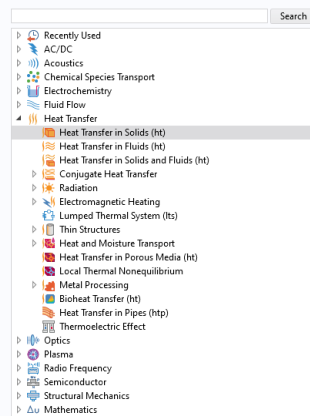 Search
Recently Used
AC/DC
Acoustics
Chemical Species Transport
Electrochemistry
Fluid Flow
Heat Transfer
Heat Transfer in Solids (ht)
Heat Transfer in Fluids (ht)
Heat Transfer in Solids and Fluids (ht)
Conjugate Heat Transfer
Radiation
Electromagnetic Heating
Lumped Thermal System (lts)
Thin Structures
Heat and Moisture Transport
Heat Transfer in Porous Media (ht)
Local Thermal Nonequilibrium
Metal Processing
Bioheat Transfer (ht)
Heat Transfer in Pipes (htp)
Thermoelectric Effect
Optics
Plasma
Radio Frequency
Semiconductor
Structural Mechanics
Δu Mathematics